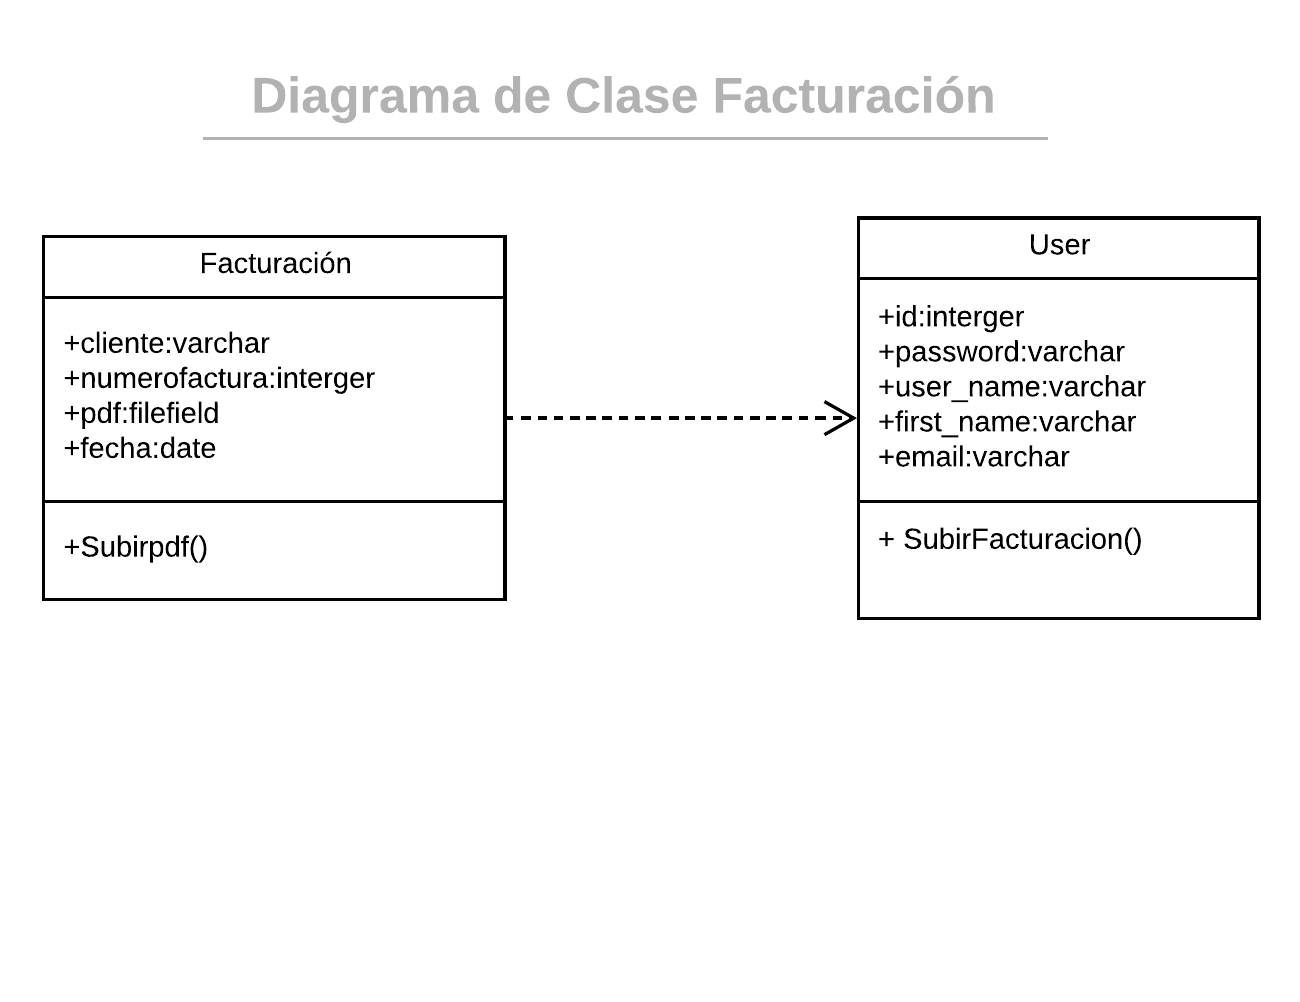 Diagrama de Clase Facturación
Facturación
+cliente:varchar
+numerofactura:interger
+pdf:filefield
+fecha:date
+Subirpdf()
User
+id:interger
+password:varchar
+user_name:varchar
+first_name:varchar
+email:varchar
+ SubirFacturacion()